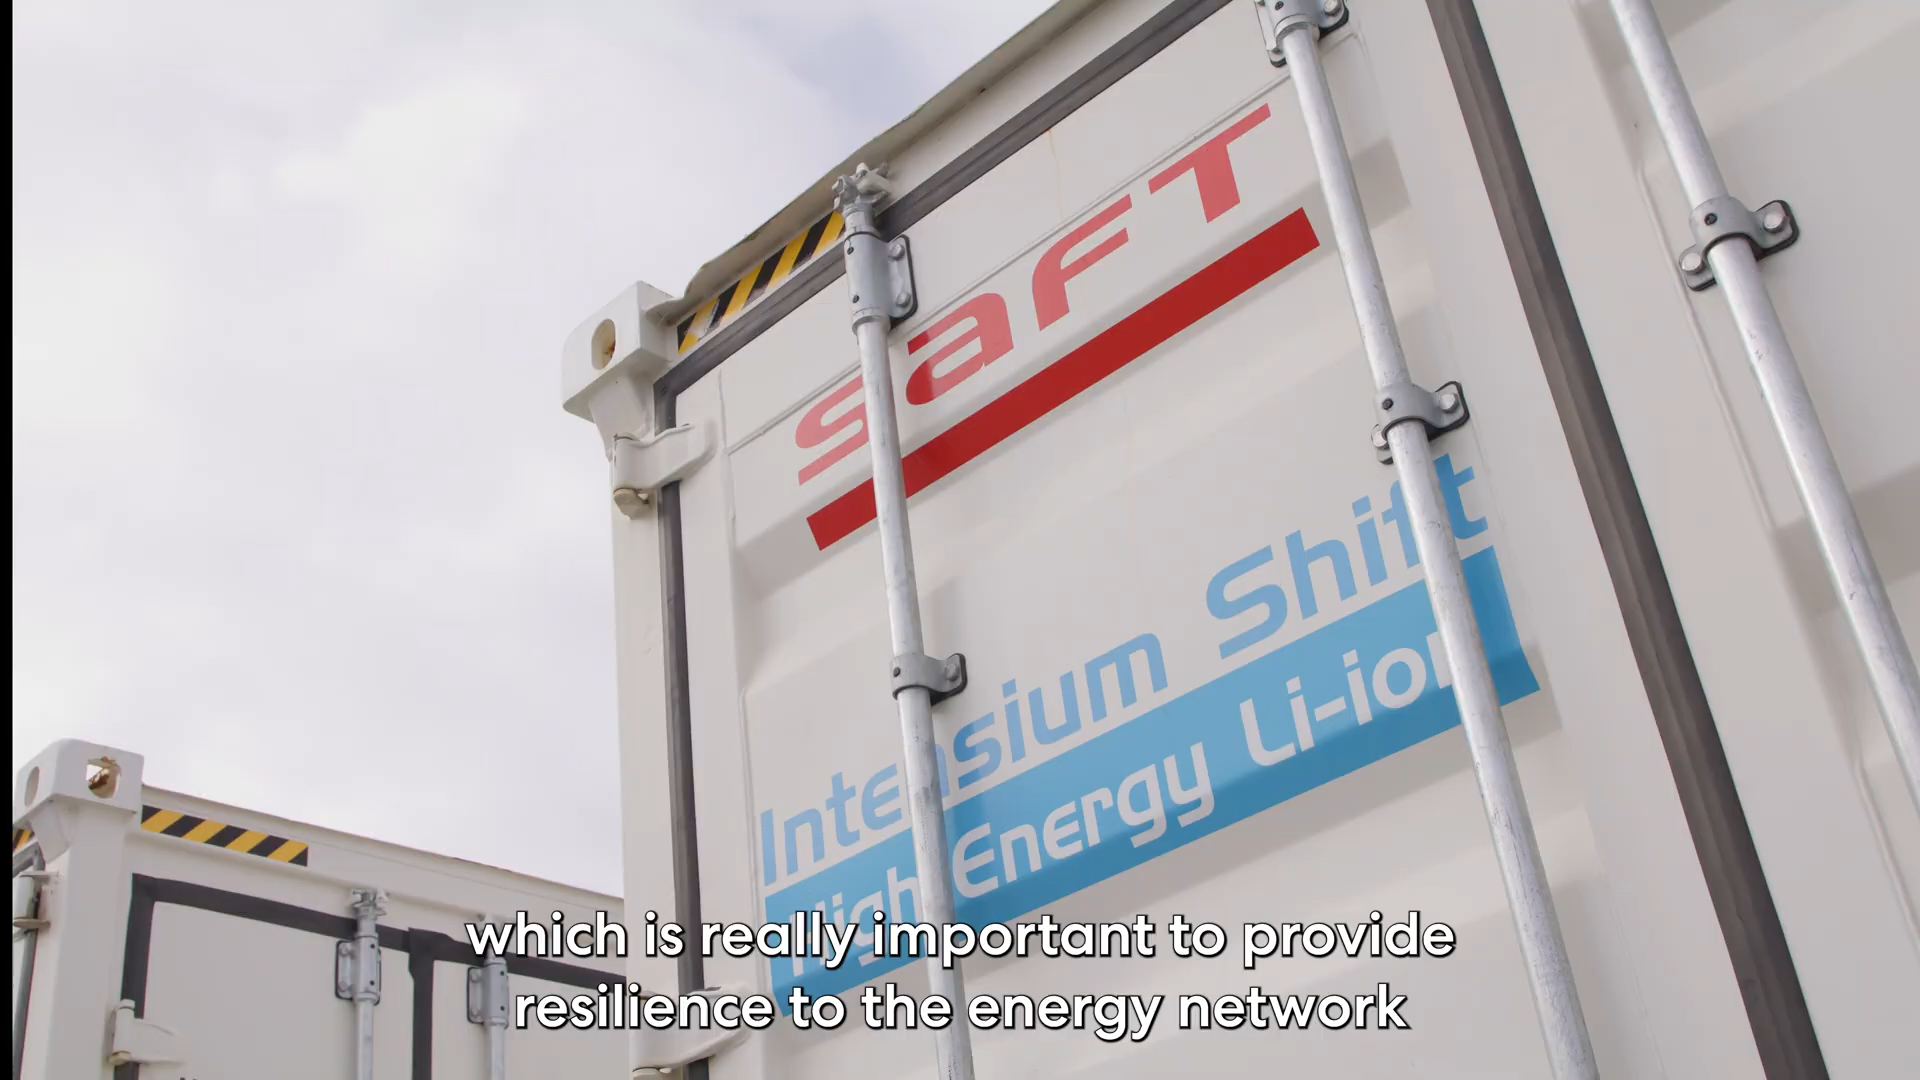 saFT
Intensium Shift
High Energy Li-ion
which is really important to provide
resilience to the energy network